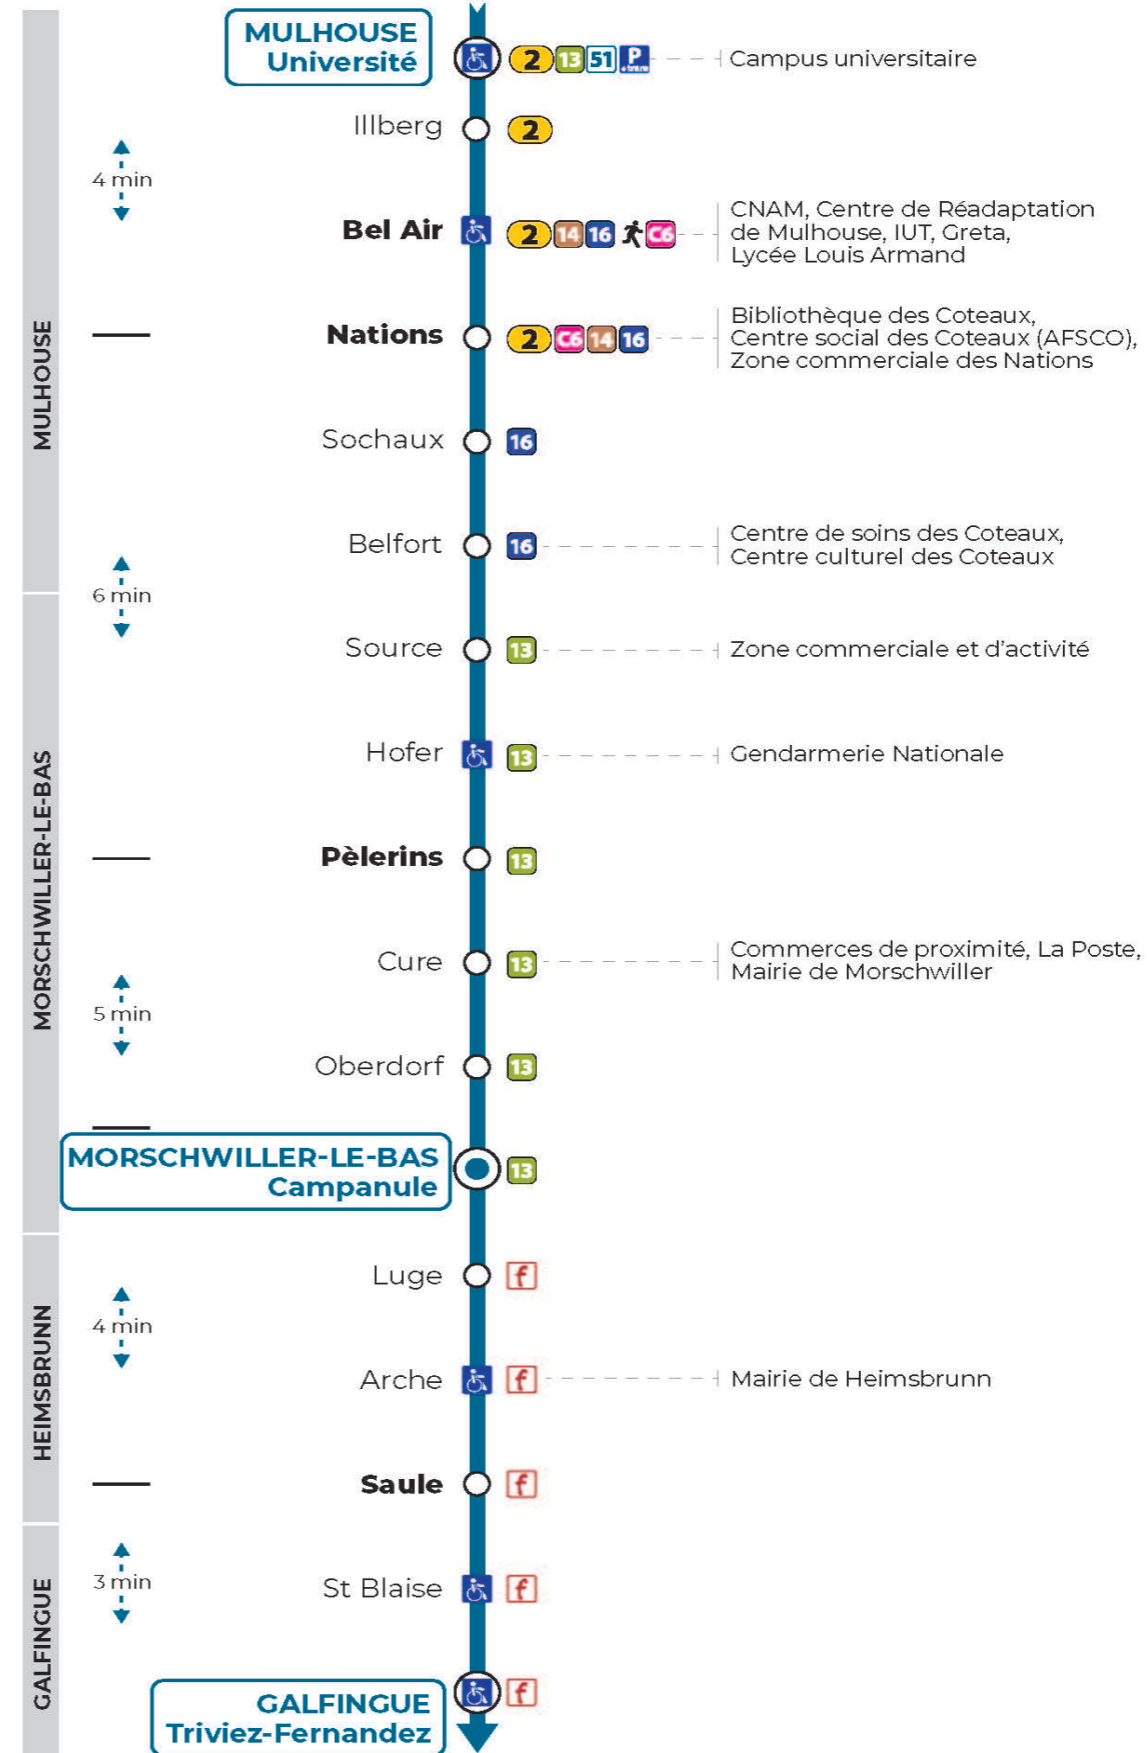 MULHOUSE
Université
2 13 51 P
Campus universitaire
Illberg
2
4 min
Bel Air
2 14 16 C6
CNAM, Centre de Réadaptation
de Mulhouse, IUT, Greta,
Lycée Louis Armand
MULHOUSE
Nations
2 C6 14 16
Bibliothèque des Coteaux,
Centre social des Coteaux (AFSCO),
Zone commerciale des Nations
Sochaux
16
Belfort
16
Centre de soins des Coteaux,
Centre culturel des Coteaux
6 min
Source
13
Zone commerciale et d'activité
Hofer
13
Gendarmerie Nationale
MORSCHWILLER-LE-BAS
Pèlerins
13
Cure
13
Commerces de proximité, La Poste,
Mairie de Morschwiller
5 min
Oberdorf
13
MORSCHWILLER-LE-BAS
Campanule
13
Luge
f
4 min
HEIMSBRUNN
Arche
f
Mairie de Heimsbrunn
Saule
f
3 min
St Blaise
f
GALFINGUE
GALFINGUE
Triviez-Fernandez
f